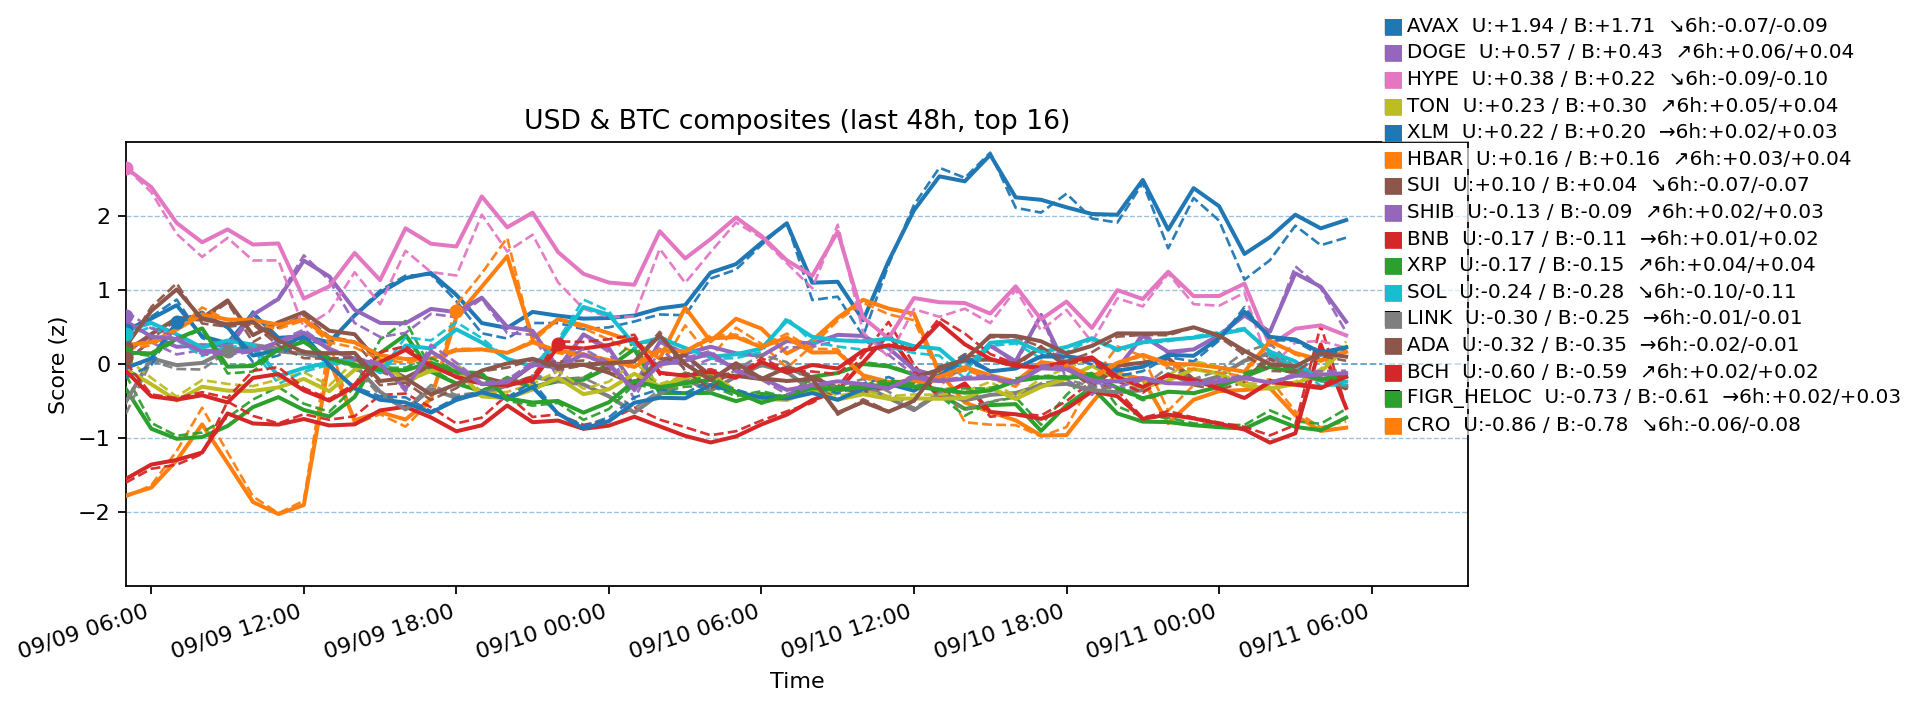 AVAX  U:+1.94 / B:+1.71  ↘6h:-0.07/-0.09
DOGE  U:+0.57 / B:+0.43  ↗6h:+0.06/+0.04
HYPE  U:+0.38 / B:+0.22  ↘6h:-0.09/-0.10
TON  U:+0.23 / B:+0.30  ↗6h:+0.05/+0.04
XLM  U:+0.22 / B:+0.20  →6h:+0.02/+0.03
HBAR  U:+0.16 / B:+0.16  ↗6h:+0.03/+0.04
SUI  U:+0.10 / B:+0.04  ↘6h:-0.07/-0.07
SHIB  U:-0.13 / B:-0.09  ↗6h:+0.02/+0.03
BNB  U:-0.17 / B:-0.11  →6h:+0.01/+0.02
XRP  U:-0.17 / B:-0.15  ↗6h:+0.04/+0.04
SOL  U:-0.24 / B:-0.28  ↘6h:-0.10/-0.11
LINK  U:-0.30 / B:-0.25  →6h:-0.01/-0.01
ADA  U:-0.32 / B:-0.35  →6h:-0.02/-0.01
BCH  U:-0.60 / B:-0.59  ↗6h:+0.02/+0.02
FIGR_HELOC  U:-0.73 / B:-0.61  →6h:+0.02/+0.03
CRO  U:-0.86 / B:-0.78  ↘6h:-0.06/-0.08
USD & BTC composites (last 48h, top 16)
Score (z)
2
1
0
−1
−2
09/09 06:00
09/09 12:00
09/09 18:00
09/10 00:00
09/10 06:00
09/10 12:00
09/10 18:00
09/11 00:00
09/11 06:00
Time